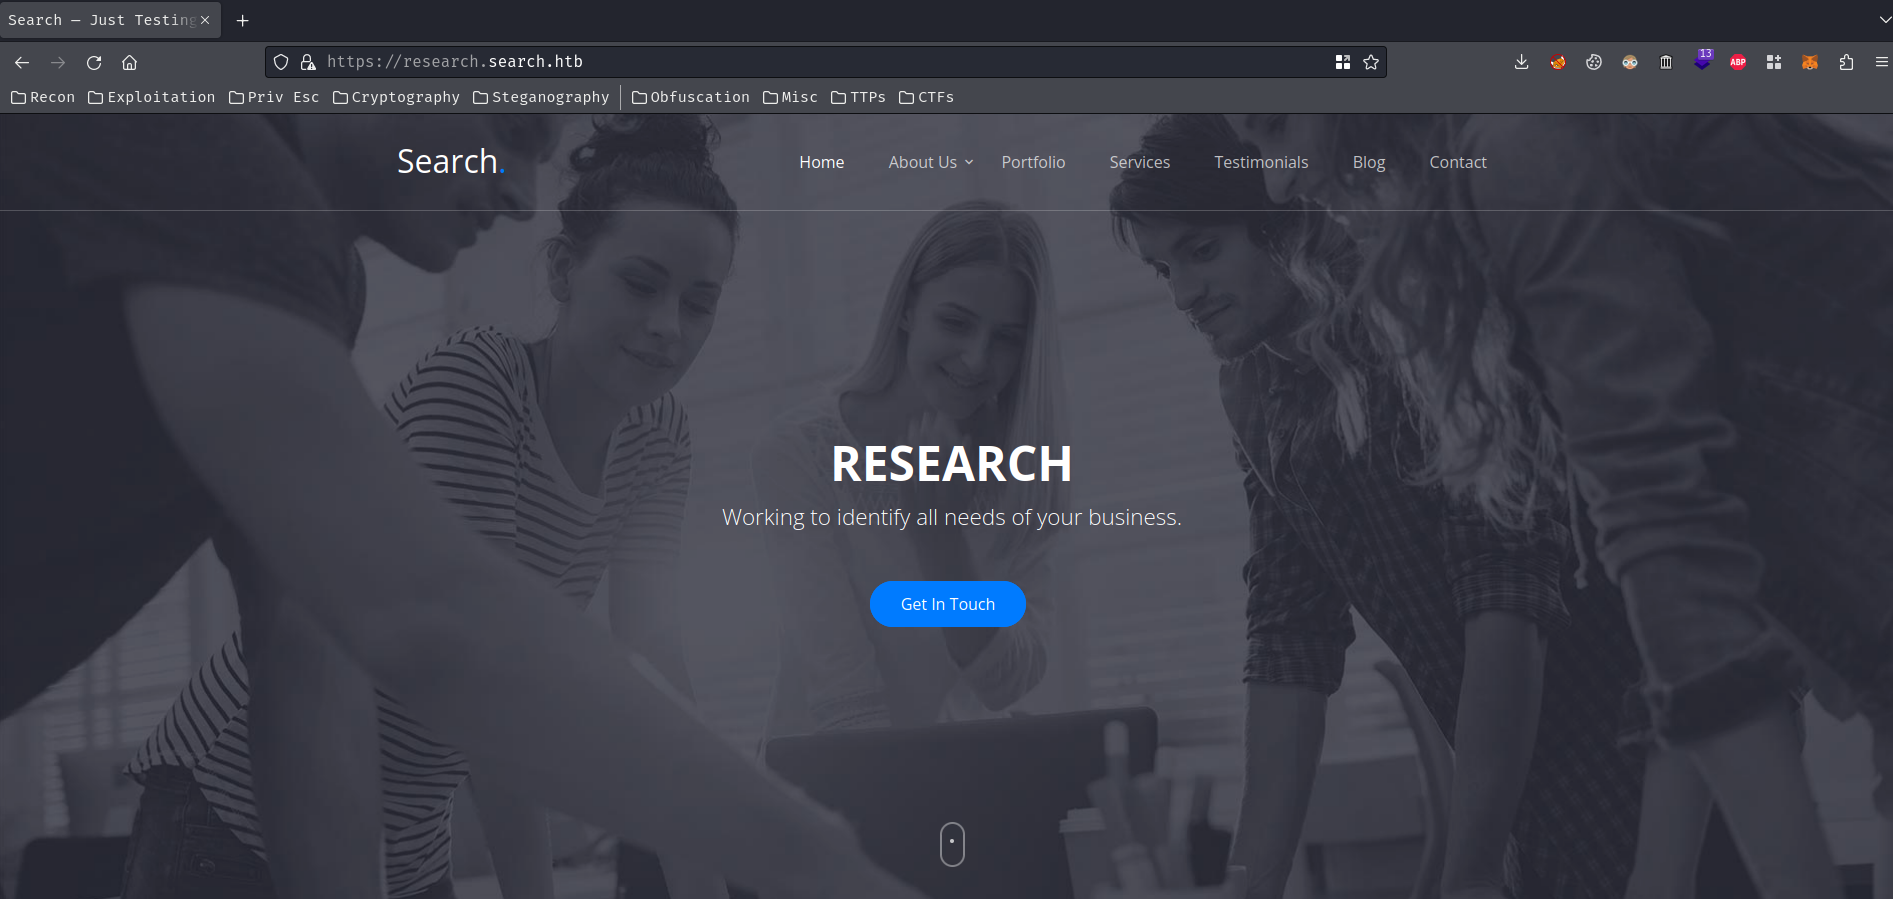 Search — Just Testing
https://research.search.htb
13
ABP
Recon Exploitation Priv Esc Cryptography Steganography Obfuscation Misc TTPs CTFs
Search.
Home About Us Portfolio Services Testimonials Blog Contact
RESEARCH
Working to identify all needs of your business.
Get In Touch